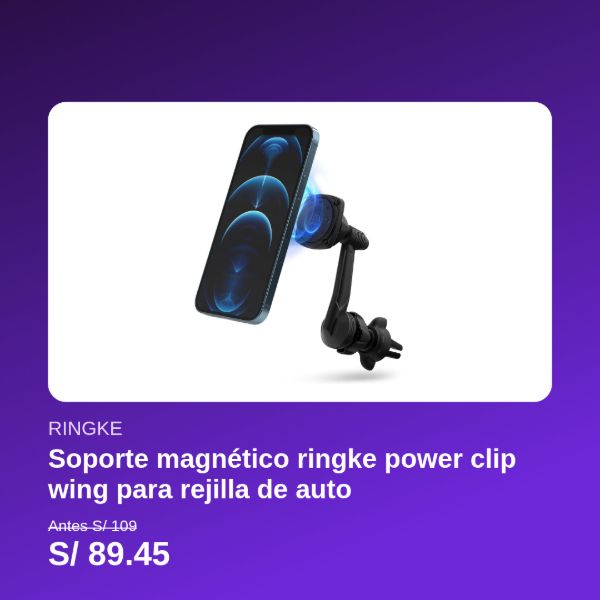 RINGKE
Soporte magnético ringke power clip
wing para rejilla de auto
Antes S/ 109
S/ 89.45